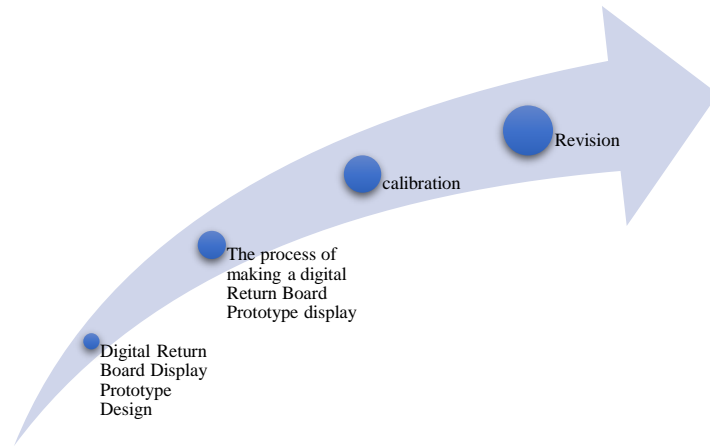 Revision
calibration
The process of
making a digital
Return Board
Prototype display
Digital Return
Board Display
Prototype
Design